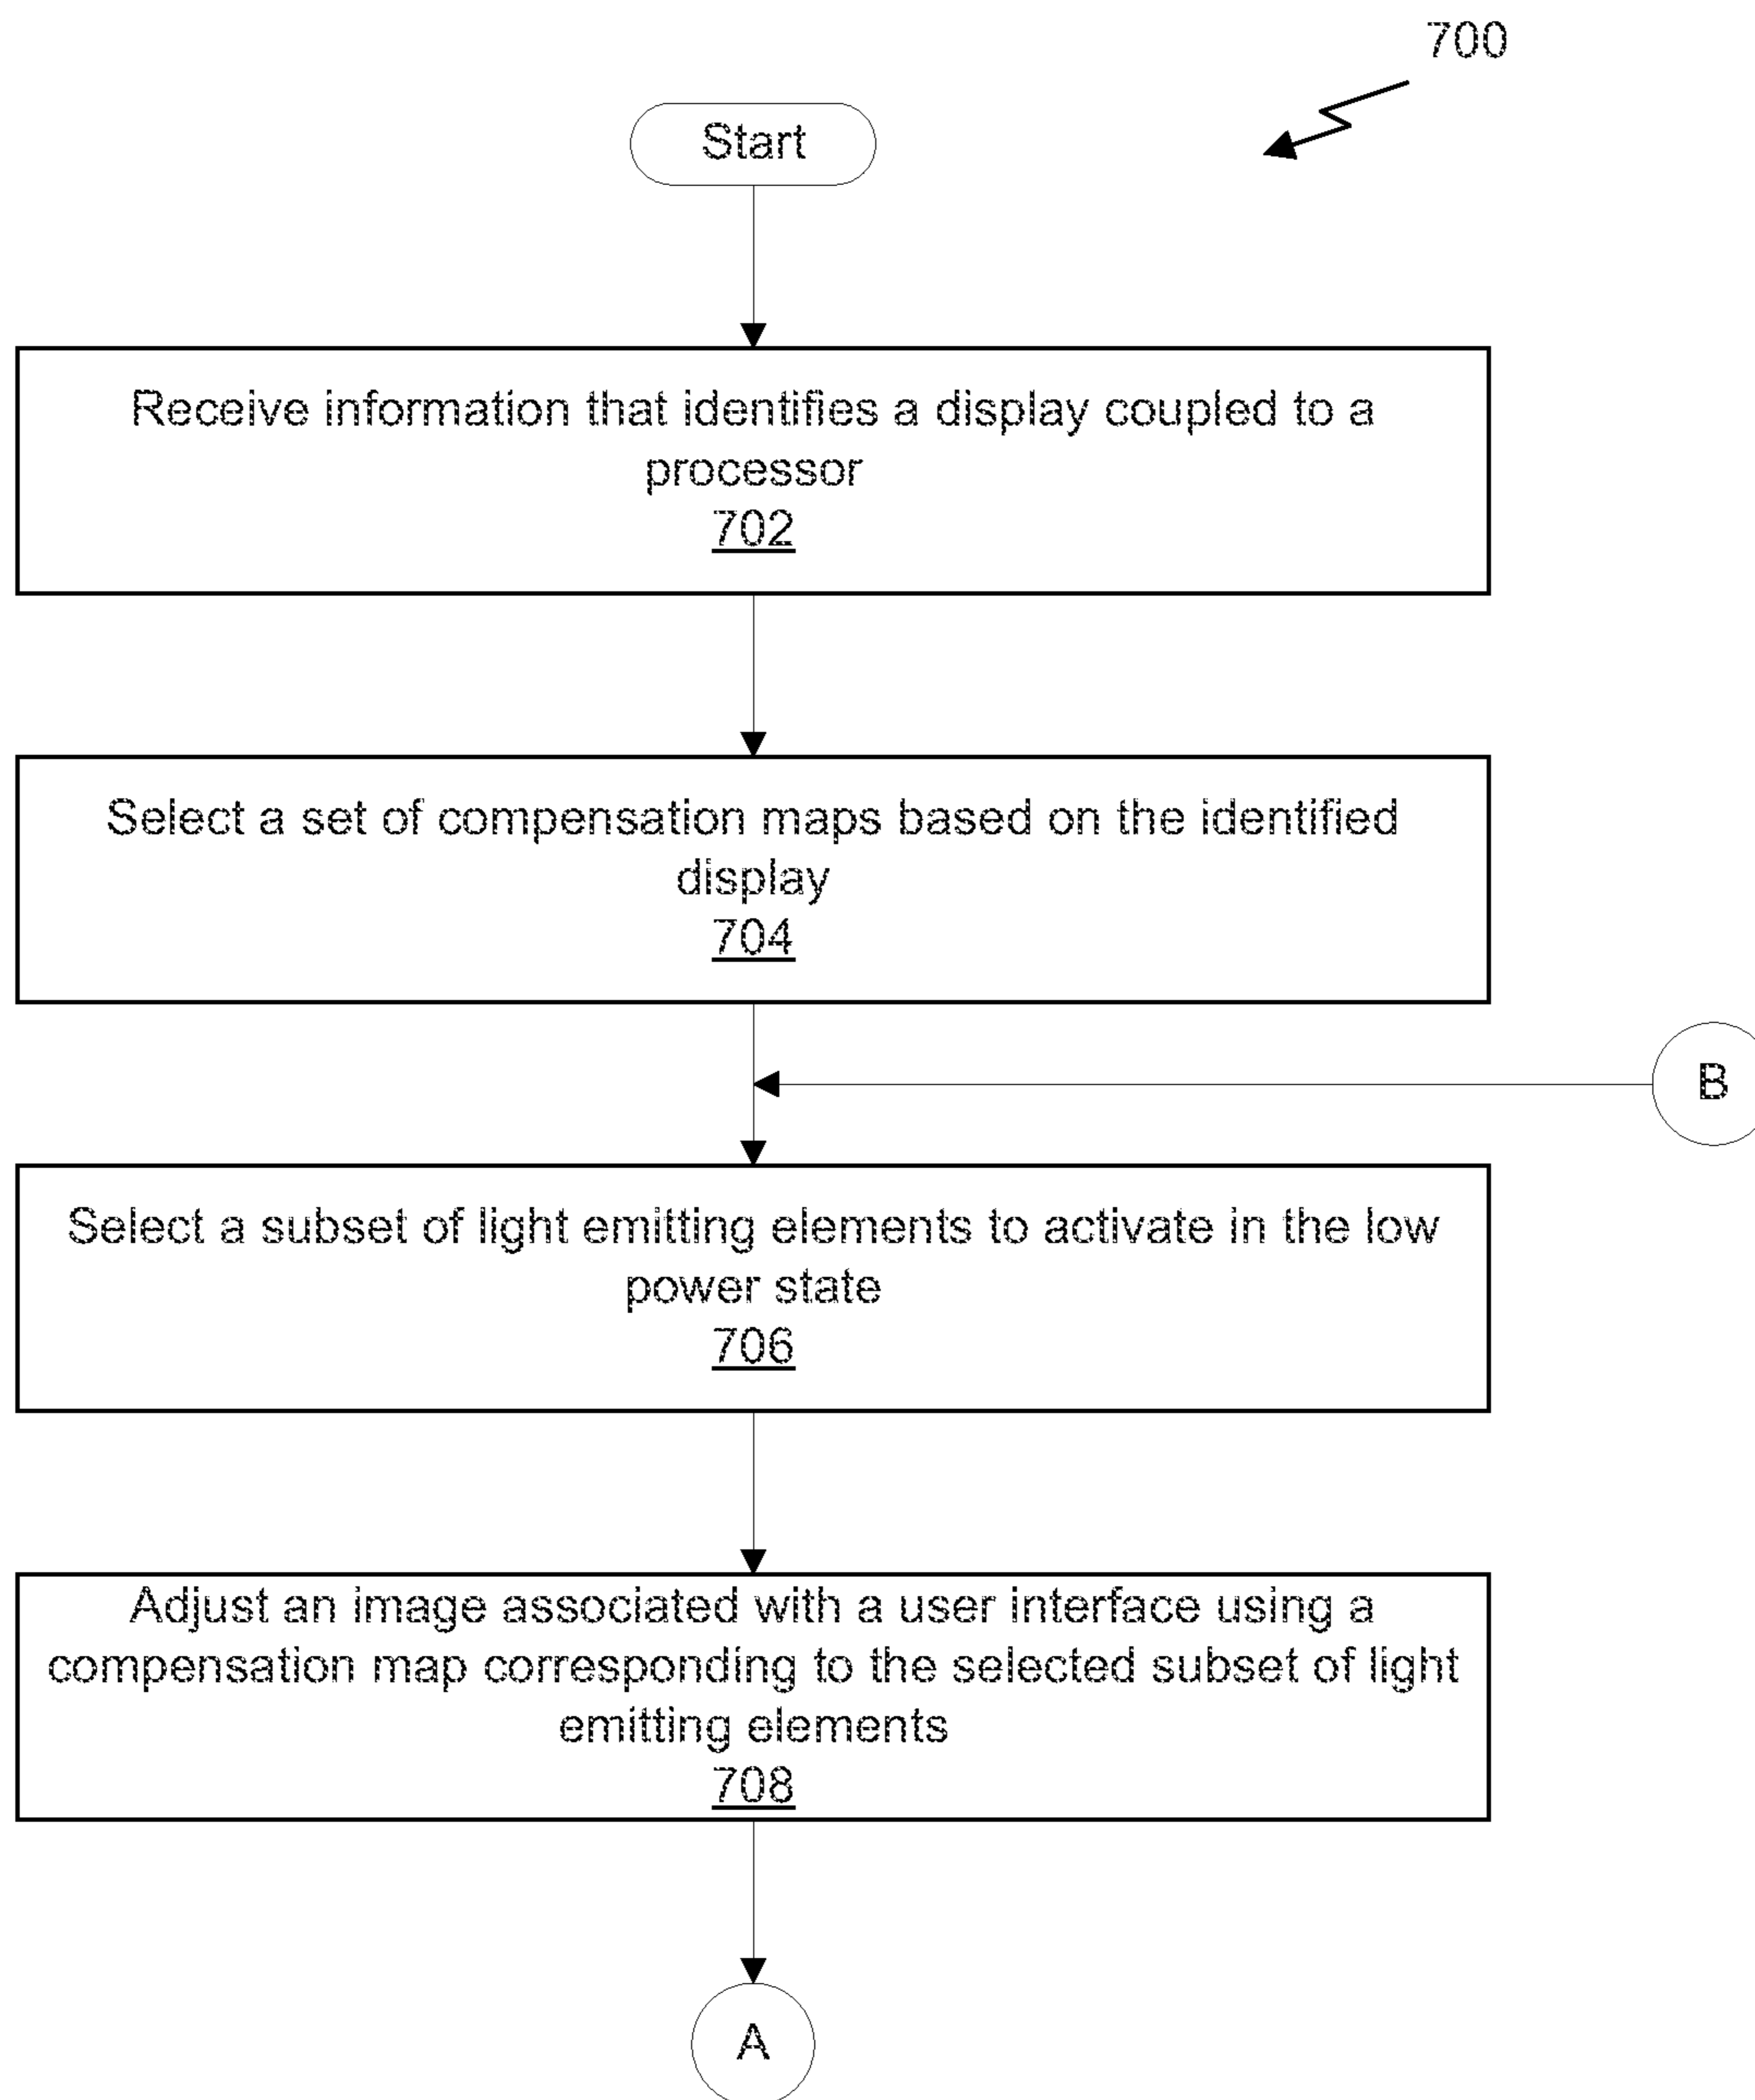 700
Start
Receive information that identifies a display coupled to a
processor
702
Select a set of compensation maps based on the identified
display
704
B
Select a subset of light emitting elements to activate in the low
power state
706
Adjust an image associated with a user interface using a
compensation map corresponding to the selected subset of light
emitting elements
708
A